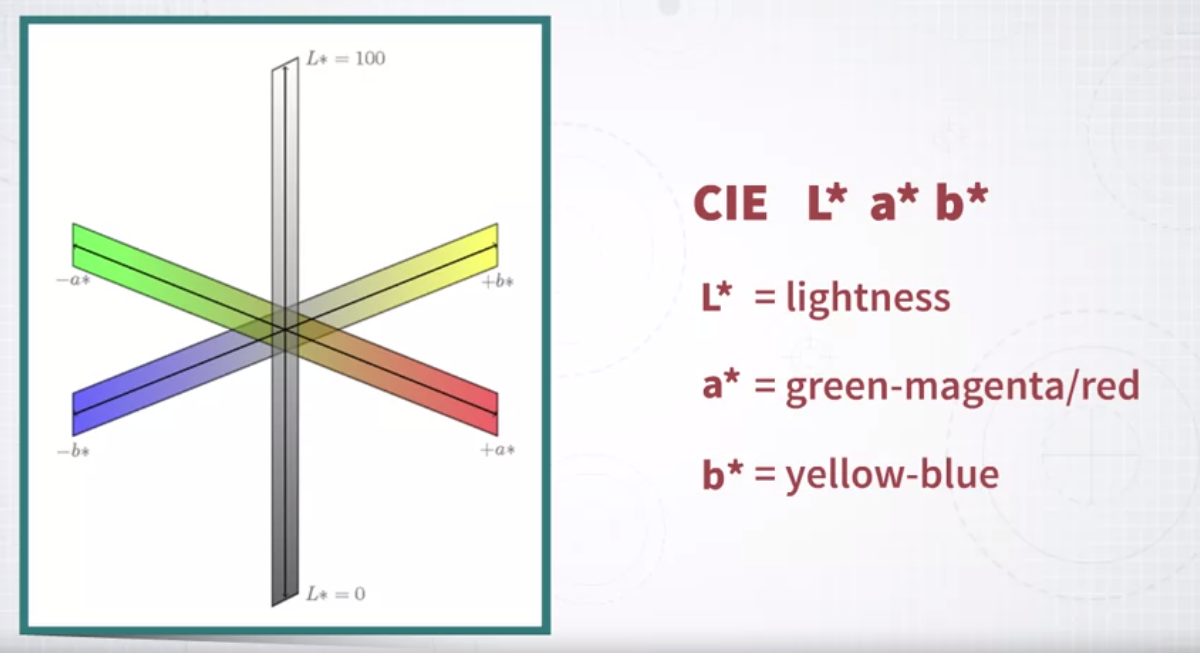 L* = 100
-a*
+b*
-b*
+a*
L* = 0
CIE L* a* b*
L* = lightness
a* = green-magenta/red
b* = yellow-blue